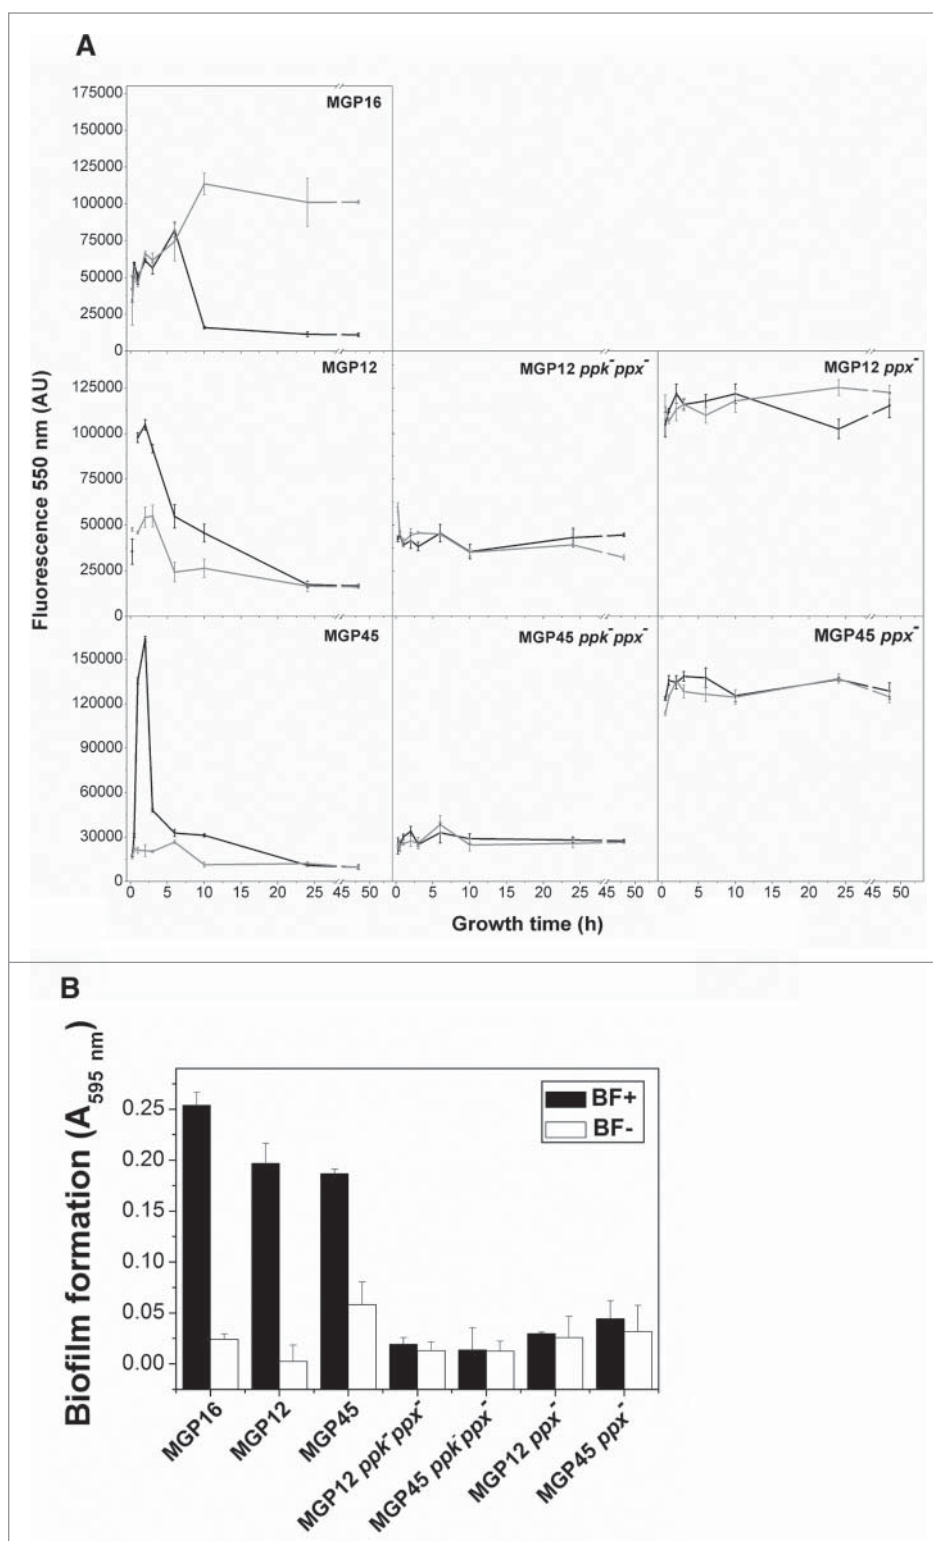 A
MGP16
175000
150000
125000
100000
75000
50000
25000
0
MGP12
MGP12 ppk⁻ppx⁻
MGP12 ppx⁻
125000
100000
75000
50000
25000
0
Fluorescence 550 nm (AU)
MGP45
MGP45 ppk⁻ppx⁻
MGP45 ppx⁻
150000
120000
90000
60000
30000
0
0 5 10 15 20 25 45 50 0 5 10 15 20 25 45 50 0 5 10 15 20 25 45 50
Growth time (h)
B
Biofilm formation (A595 nm)
BF+
BF-
0.25
0.20
0.15
0.10
0.05
0.00
MGP16
MGP12
MGP45
MGP12 ppk⁻ppx⁻
MGP45 ppk⁻ppx⁻
MGP12 ppx⁻
MGP45 ppx⁻